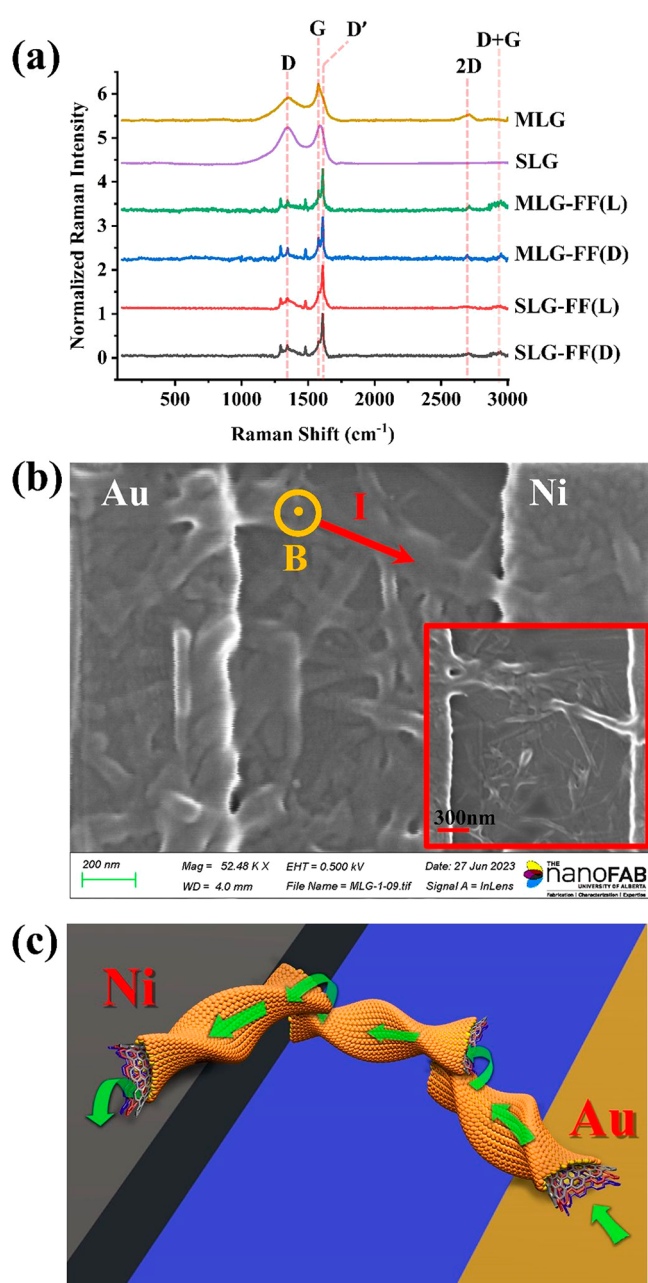 (a)
G
D′
D
2D
D+G
Normalized Raman Intensity
6
5
4
3
2
1
0
MLG
SLG
MLG-FF(L)
MLG-FF(D)
SLG-FF(L)
SLG-FF(D)
500
1000
1500
2000
2500
3000
Raman Shift (cm⁻¹)
(b)
Au
I
Ni
B
300nm
200 nm
Mag = 52.48 K X
EHT = 0.500 kV
Date: 27 Jun 2023
WD = 4.0 mm
File Name = MLG-1-09.tif
Signal A = InLens
THE
nanoFAB
UNIVERSITY OF ALBERTA
Fabrication | Characterization | Expertise
(c)
Ni
Au